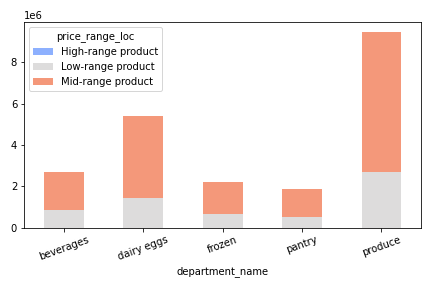 1e6
price_range_loc
High-range product
Low-range product
Mid-range product
8
6
4
2
0
beverages
dairy eggs
frozen
pantry
produce
department_name